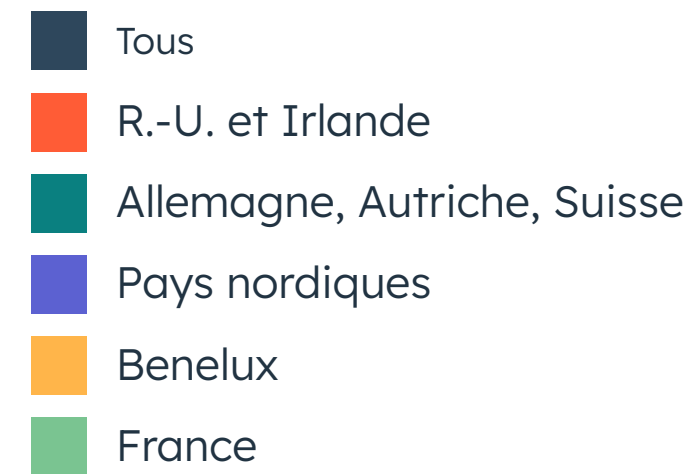 Tous
R.-U. et Irlande
Allemagne, Autriche, Suisse
Pays nordiques
Benelux
France